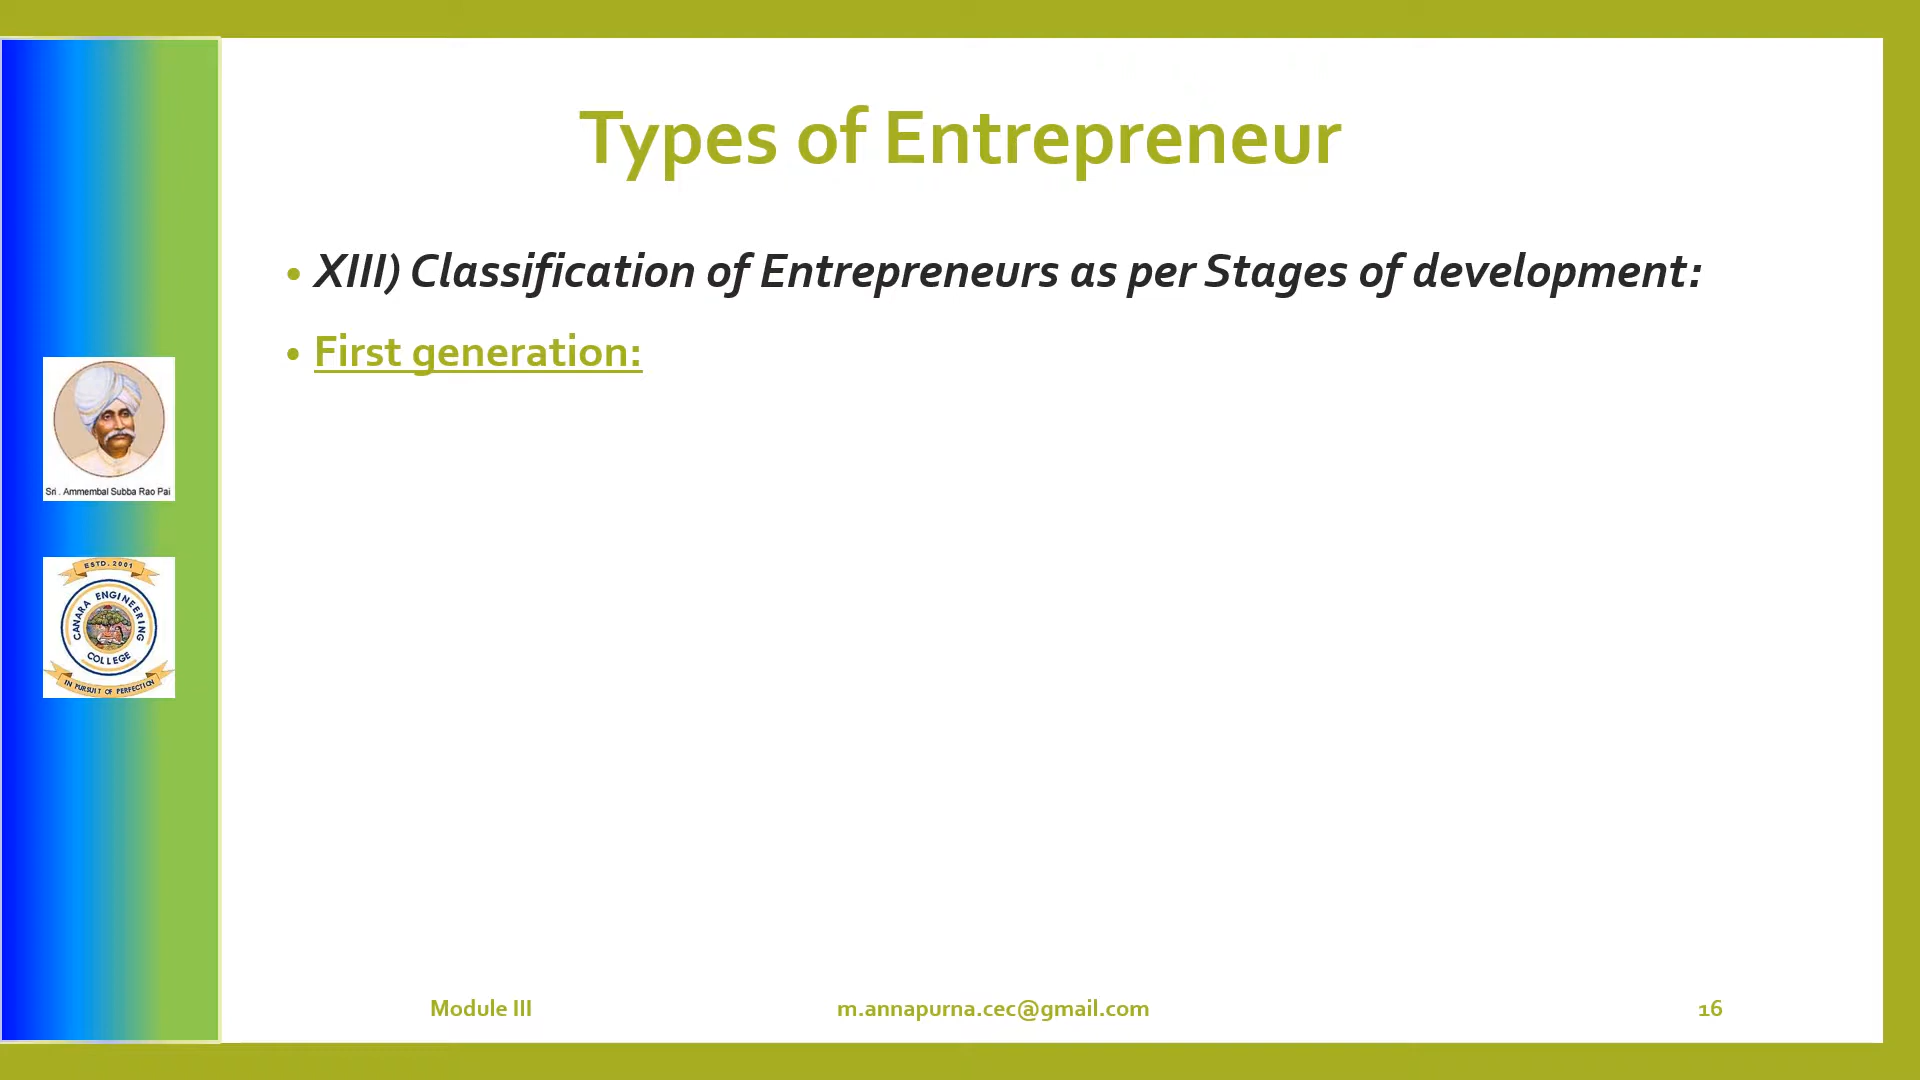 Types of Entrepreneur
• XIII) Classification of Entrepreneurs as per Stages of development:
• First generation:
Sri . Ammembal Subba Rao Pai
ESTD. 2001
CANARA ENGINEERING
COLLEGE
IN PURSUIT OF PERFECTION
Module III
m.annapurna.cec@gmail.com
16